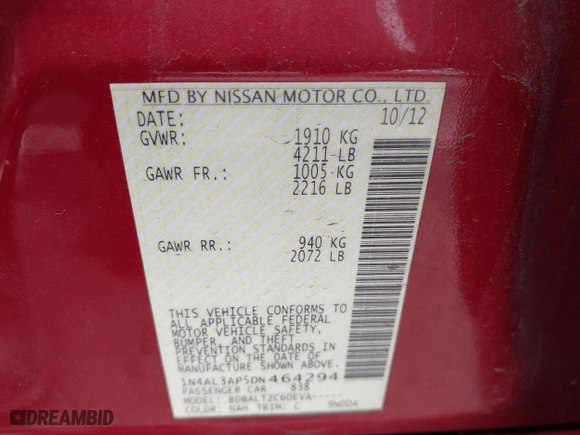 MFD BY NISSAN MOTOR CO., LTD.
DATE: 10/12
GVWR: 1910 KG
4211 LB
GAWR FR.: 1005 KG
2216 LB
GAWR RR.: 940 KG
2072 LB
THIS VEHICLE CONFORMS TO
ALL APPLICABLE FEDERAL
MOTOR VEHICLE SAFETY,
BUMPER, AND THEFT
PREVENTION STANDARDS IN
EFFECT ON THE DATE OF
MANUFACTURE SHOWN ABOVE.
1N4AL3AP5DN464294
PASSENGER CAR 838
MODEL: BDBALTZC60EVA
COLOR: NAH TRIM: C 9N00A
DREAMBID